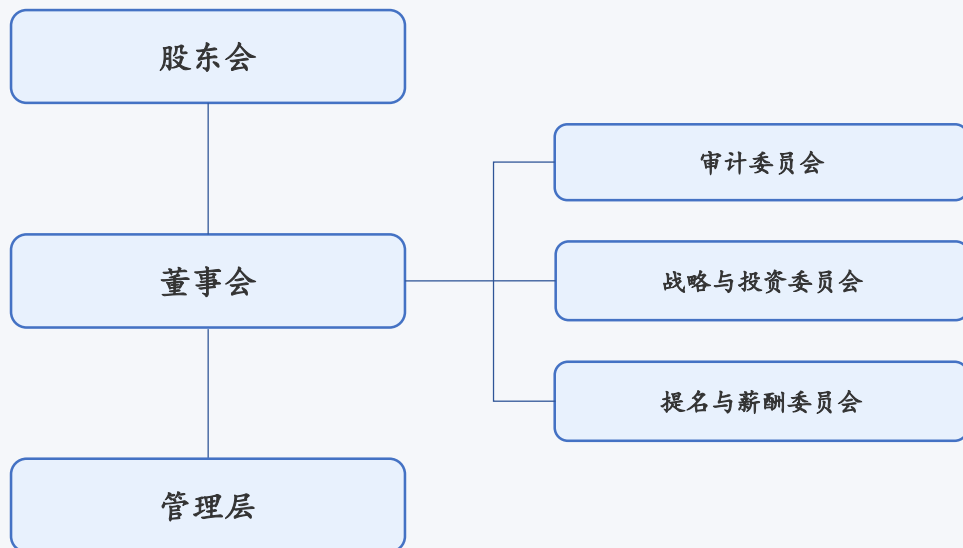 股东会
审计委员会
董事会
战略与投资委员会
提名与薪酬委员会
管理层